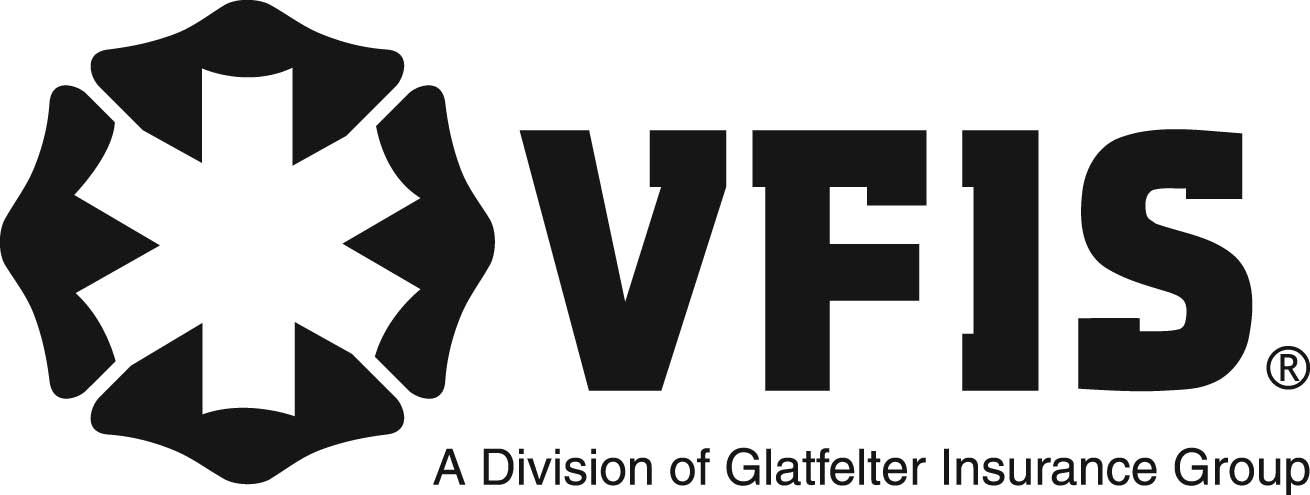 VFIS®
A Division of Glatfelter Insurance Group